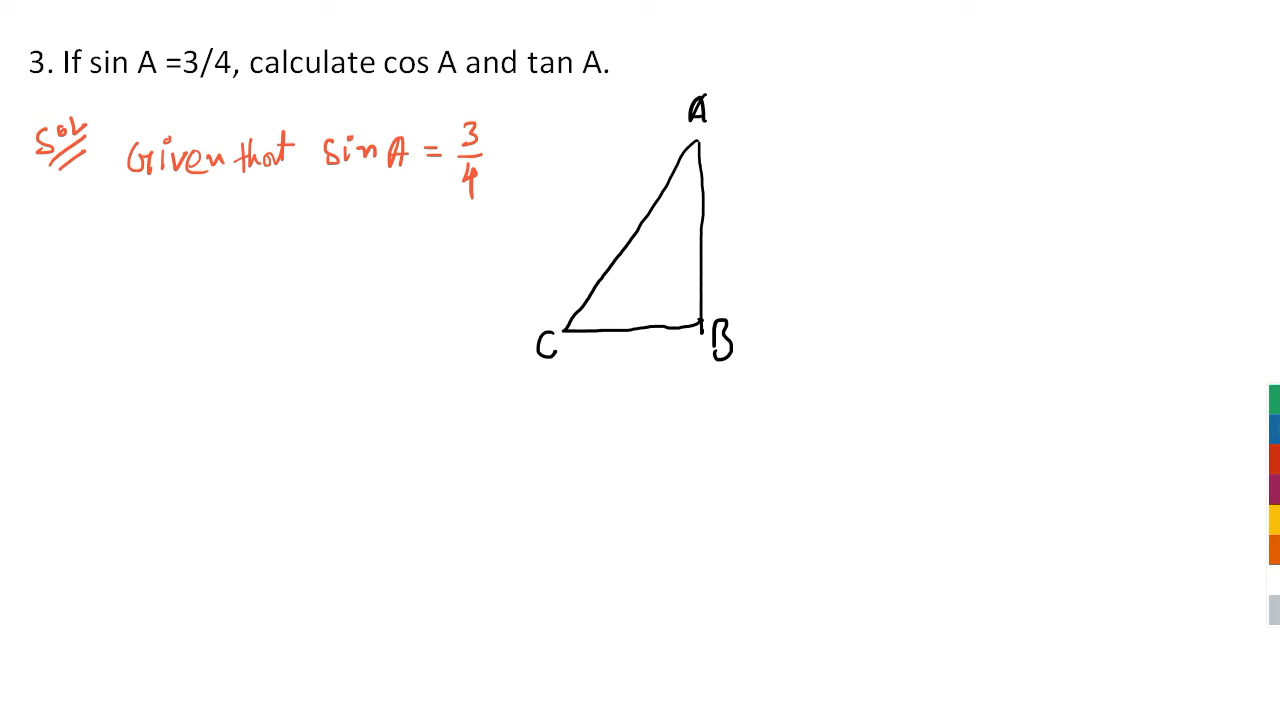 3. If sin A =3/4, calculate cos A and tan A.
Sol Given that sin A = 3/4
A
C
B